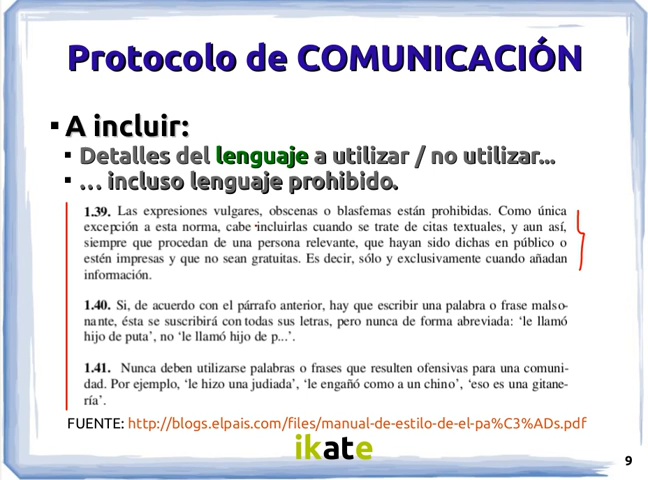 Protocolo de COMUNICACIÓN
▪ A incluir:
▪ Detalles del lenguaje a utilizar / no utilizar...
▪ ... incluso lenguaje prohibido.
1.39. Las expresiones vulgares, obscenas o blasfemas están prohibidas. Como única
excepción a esta norma, cabe incluirlas cuando se trate de citas textuales, y aun así,
siempre que procedan de una persona relevante, que hayan sido dichas en público o
estén impresas y que no sean gratuitas. Es decir, sólo y exclusivamente cuando añadan
información.
1.40. Si, de acuerdo con el párrafo anterior, hay que escribir una palabra o frase malso-
nante, ésta se suscribirá con todas sus letras, pero nunca de forma abreviada: ‘le llamó
hijo de puta’, no ‘le llamó hijo de p...’.
1.41. Nunca deben utilizarse palabras o frases que resulten ofensivas para una comuni-
dad. Por ejemplo, ‘le hizo una judiada’, ‘le engañó como a un chino’, ‘eso es una gitane-
ría’.
FUENTE: http://blogs.elpais.com/files/manual-de-estilo-de-el-pa%C3%ADs.pdf
ikate
9